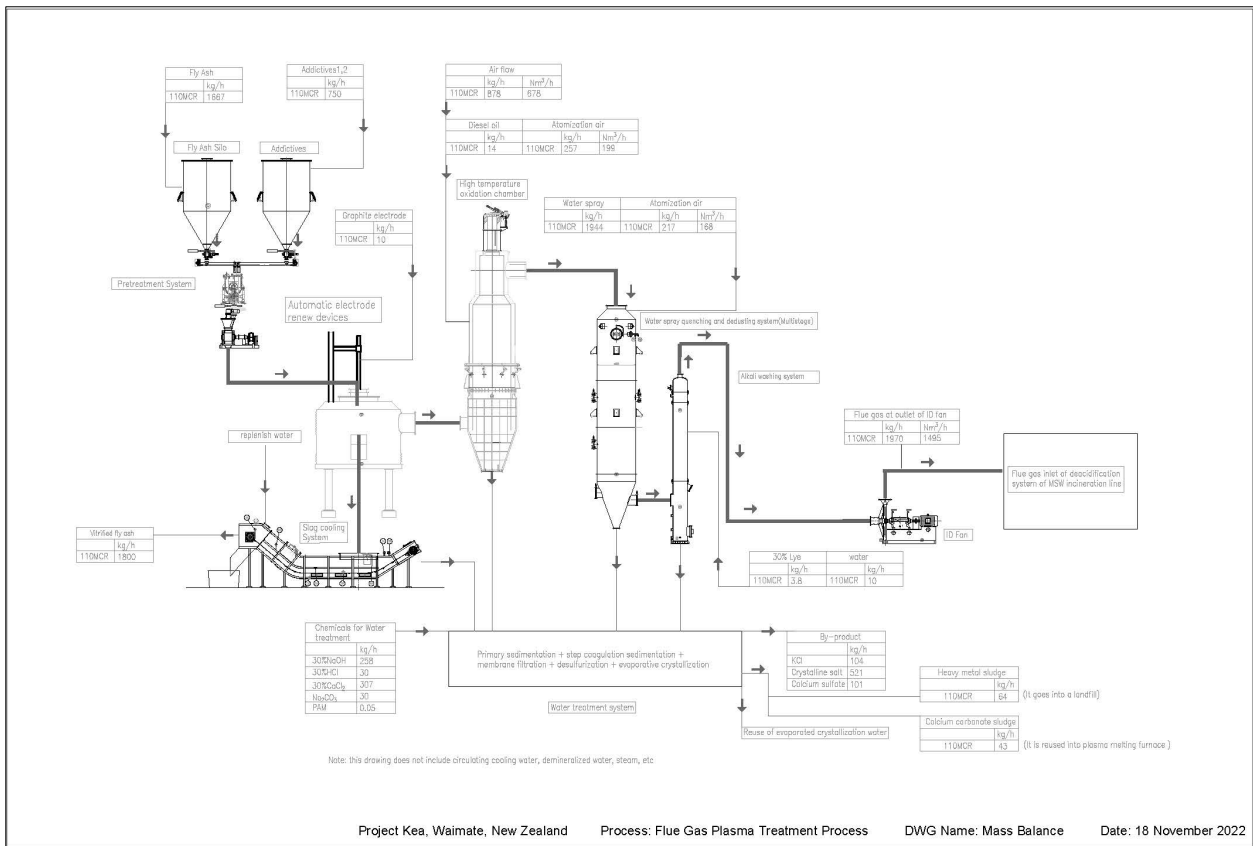 Fly Ash
kg/h
110MCR 1667
Addictives1,2
kg/h
110MCR 750
Air flow
kg/h Nm³/h
110MCR 878 678
Diesel oil Atomization air
kg/h kg/h Nm³/h
110MCR 14 110MCR 257 199
Fly Ash Silo
Addictives
High temperature
oxidation chamber
Water spray Atomization air
kg/h kg/h Nm³/h
110MCR 1944 110MCR 217 168
Graphite electrode
kg/h
110MCR 10
Pretreatment System
Automatic electrode
renew devices
Water spray quenching and dedusting system(Multistage)
Alkali washing system
Flue gas at outlet of ID fan
kg/h Nm³/h
110MCR 1970 1495
replenish water
Flue gas inlet of deacidification
system of MSW incineration line
Vitrified fly ash
kg/h
110MCR 1800
Slag cooling
System
ID Fan
30% Lye water
kg/h kg/h
110MCR 3.8 110MCR 10
Chemicals for Water
treatment
kg/h
30%NaOH 258
30%HCl 30
30%CaCl₂ 307
Na₂CO₃ 30
PAM 0.05
Primary sedimentation + step coagulation sedimentation +
membrane filtration + desulfurization + evaporative crystallization
By-product
kg/h
KCl 104
Crystalline salt 521
Calcium sulfate 101
Heavy metal sludge
kg/h
110MCR 64 (It goes into a landfill)
Water treatment system
Reuse of evaporated crystallization water
Calcium carbonate sludge
kg/h
110MCR 43 (It is reused into plasma melting furnace )
Note: this drawing does not include circulating cooling water, demineralized water, steam, etc
Project Kea, Waimate, New Zealand Process: Flue Gas Plasma Treatment Process DWG Name: Mass Balance Date: 18 November 2022